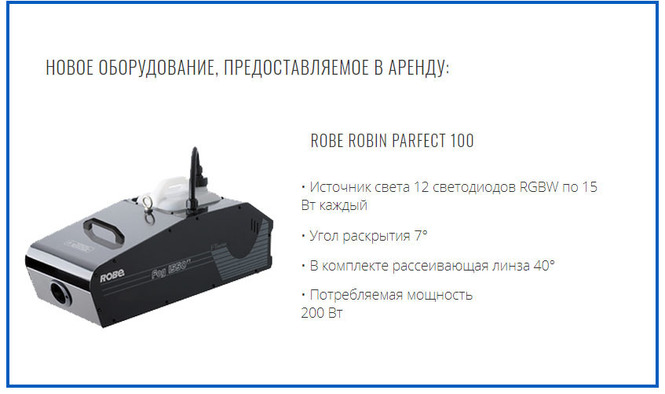 НОВОЕ ОБОРУДОВАНИЕ, ПРЕДОСТАВЛЯЕМОЕ В АРЕНДУ:
ROBE ROBIN PARFECT 100
• Источник света 12 светодиодов RGBW по 15
Вт каждый
• Угол раскрытия 7°
• В комплекте рассеивающая линза 40°
• Потребляемая мощность
200 Вт
ROBE
Fog 1550